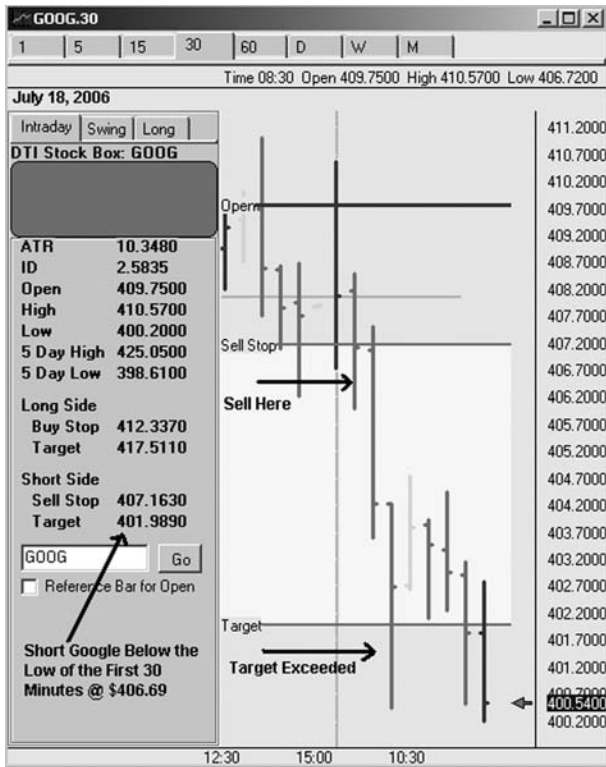 GOOG.30
1 5 15 30 60 D W M
Time 08:30 Open 409.7500 High 410.5700 Low 406.7200
July 18, 2006
Intraday Swing Long
DTI Stock Box: GOOG
ATR 10.3480
ID 2.5835
Open 409.7500
High 410.5700
Low 400.2000
5 Day High 425.0500
5 Day Low 398.6100
Long Side
Buy Stop 412.3370
Target 417.5110
Short Side
Sell Stop 407.1630
Target 401.9890
GOOG Go
Reference Bar for Open
Short Google Below the
Low of the First 30
Minutes @ $406.69
Open
Sell Stop
Sell Here
Target
Target Exceeded
411.2000
410.7000
410.2000
409.7000
409.2000
408.7000
408.2000
407.7000
407.2000
406.7000
406.2000
405.7000
405.2000
404.7000
404.2000
403.7000
403.2000
402.7000
402.2000
401.7000
401.2000
400.7000
400.5400
400.2000
12:30 15:00 10:30